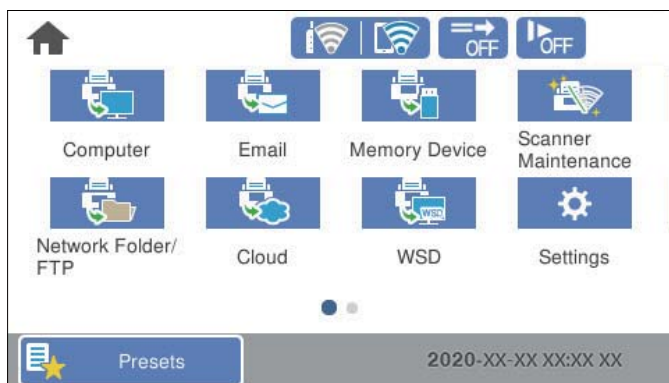 OFF
OFF
Computer
Email
Memory Device
Scanner
Maintenance
WSD
Network Folder/
FTP
Cloud
WSD
Settings
Presets
2020-XX-XX XX:XX XX